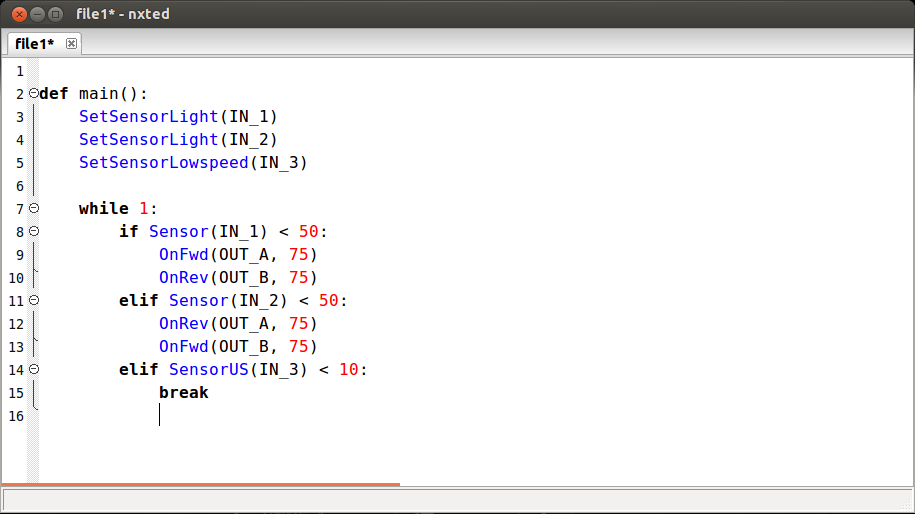 file1* - nxted
file1*
1
2 def main():
3     SetSensorLight(IN_1)
4     SetSensorLight(IN_2)
5     SetSensorLowspeed(IN_3)
6
7     while 1:
8         if Sensor(IN_1) < 50:
9             OnFwd(OUT_A, 75)
10             OnRev(OUT_B, 75)
11         elif Sensor(IN_2) < 50:
12             OnRev(OUT_A, 75)
13             OnFwd(OUT_B, 75)
14         elif SensorUS(IN_3) < 10:
15             break
16